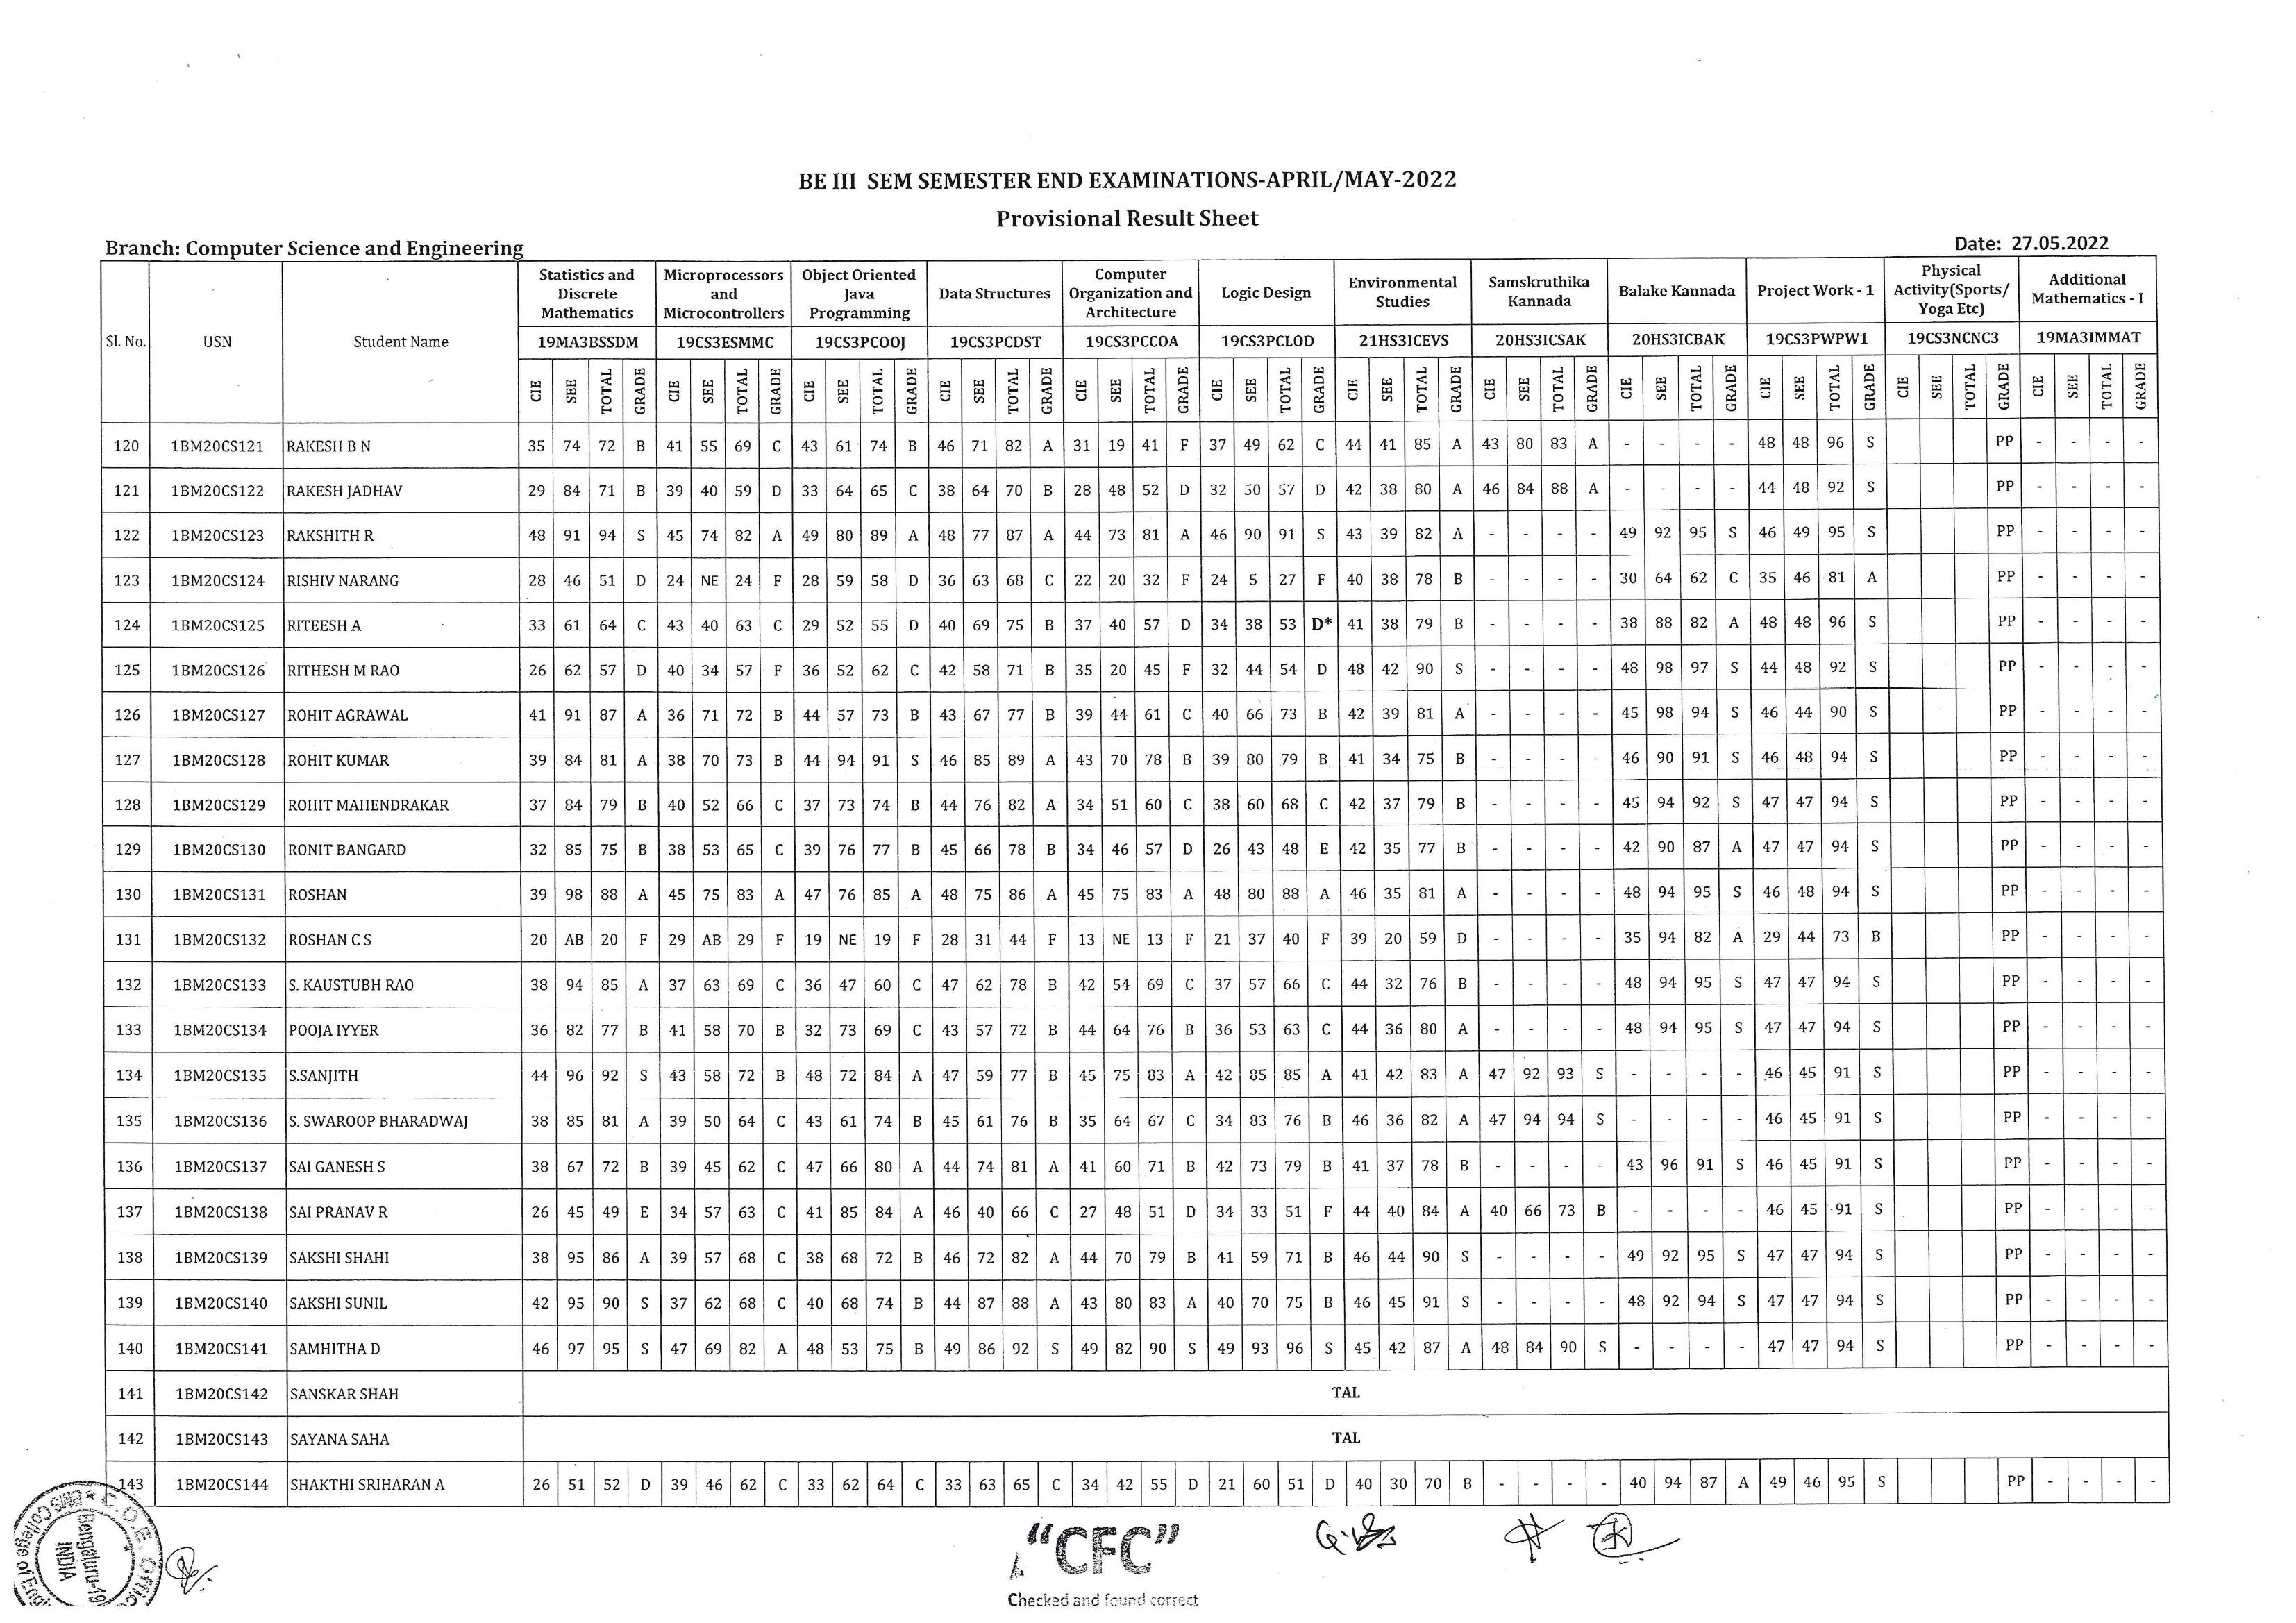 BE III SEM SEMESTER END EXAMINATIONS-APRIL/MAY-2022
Provisional Result Sheet
Branch: Computer Science and Engineering
Date: 27.05.2022
Sl. No. USN Student Name
Statistics and Discrete Mathematics
Microprocessors and Microcontrollers
Object Oriented Java Programming
Data Structures
Computer Organization and Architecture
Logic Design
Environmental Studies
Samskruthika Kannada
Balake Kannada
Project Work - 1
Physical Activity(Sports/ Yoga Etc)
Additional Mathematics - I
19MA3BSSDM 19CS3ESMMC 19CS3PCOOJ 19CS3PCDST 19CS3PCCOA 19CS3PCLOD 21HS3ICEVS 20HS3ICSAK 20HS3ICBAK 19CS3PWPW1 19CS3NCNC3 19MA3IMMAT
CIE SEE TOTAL GRADE CIE SEE TOTAL GRADE CIE SEE TOTAL GRADE CIE SEE TOTAL GRADE CIE SEE TOTAL GRADE CIE SEE TOTAL GRADE CIE SEE TOTAL GRADE CIE SEE TOTAL GRADE CIE SEE TOTAL GRADE CIE SEE TOTAL GRADE CIE SEE TOTAL GRADE CIE SEE TOTAL GRADE
120 1BM20CS121 RAKESH B N 35 74 72 B 41 55 69 C 43 61 74 B 46 71 82 A 31 19 41 F 37 49 62 C 44 41 85 A 43 80 83 A - - - - 48 48 96 S PP - - - -
121 1BM20CS122 RAKESH JADHAV 29 84 71 B 39 40 59 D 33 64 65 C 38 64 70 B 28 48 52 D 32 50 57 D 42 38 80 A 46 84 88 A - - - - 44 48 92 S PP - - - -
122 1BM20CS123 RAKSHITH R 48 91 94 S 45 74 82 A 49 80 89 A 48 77 87 A 44 73 81 A 46 90 91 S 43 39 82 A - - - - 49 92 95 S 46 49 95 S PP - - - -
123 1BM20CS124 RISHIV NARANG 28 46 51 D 24 NE 24 F 28 59 58 D 36 63 68 C 22 20 32 F 24 5 27 F 40 38 78 B - - - - 30 64 62 C 35 46 81 A PP - - - -
124 1BM20CS125 RITEESH A 33 61 64 C 43 40 63 C 29 52 55 D 40 69 75 B 37 40 57 D 34 38 53 D* 41 38 79 B - - - - 38 88 82 A 48 48 96 S PP - - - -
125 1BM20CS126 RITHESH M RAO 26 62 57 D 40 34 57 F 36 52 62 C 42 58 71 B 35 20 45 F 32 44 54 D 48 42 90 S - - - - 48 98 97 S 44 48 92 S PP - - - -
126 1BM20CS127 ROHIT AGRAWAL 41 91 87 A 36 71 72 B 44 57 73 B 43 67 77 B 39 44 61 C 40 66 73 B 42 39 81 A - - - - 45 98 94 S 46 44 90 S PP - - - -
127 1BM20CS128 ROHIT KUMAR 39 84 81 A 38 70 73 B 44 94 91 S 46 85 89 A 43 70 78 B 39 80 79 B 41 34 75 B - - - - 46 90 91 S 46 48 94 S PP - - - -
128 1BM20CS129 ROHIT MAHENDRAKAR 37 84 79 B 40 52 66 C 37 73 74 B 44 76 82 A 34 51 60 C 38 60 68 C 42 37 79 B - - - - 45 94 92 S 47 47 94 S PP - - - -
129 1BM20CS130 RONIT BANGARD 32 85 75 B 38 53 65 C 39 76 77 B 45 66 78 B 34 46 57 D 26 43 48 E 42 35 77 B - - - - 42 90 87 A 47 47 94 S PP - - - -
130 1BM20CS131 ROSHAN 39 98 88 A 45 75 83 A 47 76 85 A 48 75 86 A 45 75 83 A 48 80 88 A 46 35 81 A - - - - 48 94 95 S 46 48 94 S PP - - - -
131 1BM20CS132 ROSHAN C S 20 AB 20 F 29 AB 29 F 19 NE 19 F 28 31 44 F 13 NE 13 F 21 37 40 F 39 20 59 D - - - - 35 94 82 A 29 44 73 B PP - - - -
132 1BM20CS133 S. KAUSTUBH RAO 38 94 85 A 37 63 69 C 36 47 60 C 47 62 78 B 42 54 69 C 37 57 66 C 44 32 76 B - - - - 48 94 95 S 47 47 94 S PP - - - -
133 1BM20CS134 POOJA IYYER 36 82 77 B 41 58 70 B 32 73 69 C 43 57 72 B 44 64 76 B 36 53 63 C 44 36 80 A - - - - 48 94 95 S 47 47 94 S PP - - - -
134 1BM20CS135 S.SANJITH 44 96 92 S 43 58 72 B 48 72 84 A 47 59 77 B 45 75 83 A 42 85 85 A 41 42 83 A 47 92 93 S - - - - 46 45 91 S PP - - - -
135 1BM20CS136 S. SWAROOP BHARADWAJ 38 85 81 A 39 50 64 C 43 61 74 B 45 61 76 B 35 64 67 C 34 83 76 B 46 36 82 A 47 94 94 S - - - - 46 45 91 S PP - - - -
136 1BM20CS137 SAI GANESH S 38 67 72 B 39 45 62 C 47 66 80 A 44 74 81 A 41 60 71 B 42 73 79 B 41 37 78 B - - - - 43 96 91 S 46 45 91 S PP - - - -
137 1BM20CS138 SAI PRANAV R 26 45 49 E 34 57 63 C 41 85 84 A 46 40 66 C 27 48 51 D 34 33 51 F 44 40 84 A 40 66 73 B - - - - 46 45 91 S PP - - - -
138 1BM20CS139 SAKSHI SHAHI 38 95 86 A 39 57 68 C 38 68 72 B 46 72 82 A 44 70 79 B 41 59 71 B 46 44 90 S - - - - 49 92 95 S 47 47 94 S PP - - - -
139 1BM20CS140 SAKSHI SUNIL 42 95 90 S 37 62 68 C 40 68 74 B 44 87 88 A 43 80 83 A 40 70 75 B 46 45 91 S - - - - 48 92 94 S 47 47 94 S PP - - - -
140 1BM20CS141 SAMHITHA D 46 97 95 S 47 69 82 A 48 53 75 B 49 86 92 S 49 82 90 S 49 93 96 S 45 42 87 A 48 84 90 S - - - - 47 47 94 S PP - - - -
141 1BM20CS142 SANSKAR SHAH TAL
142 1BM20CS143 SAYANA SAHA TAL
143 1BM20CS144 SHAKTHI SRIHARAN A 26 51 52 D 39 46 62 C 33 62 64 C 33 63 65 C 34 42 55 D 21 60 51 D 40 30 70 B - - - - 40 94 87 A 49 46 95 S PP - - - -
C.O.E. OFFIC
Bengaluru-19
INDIA
"CFC"
Checked and found correct